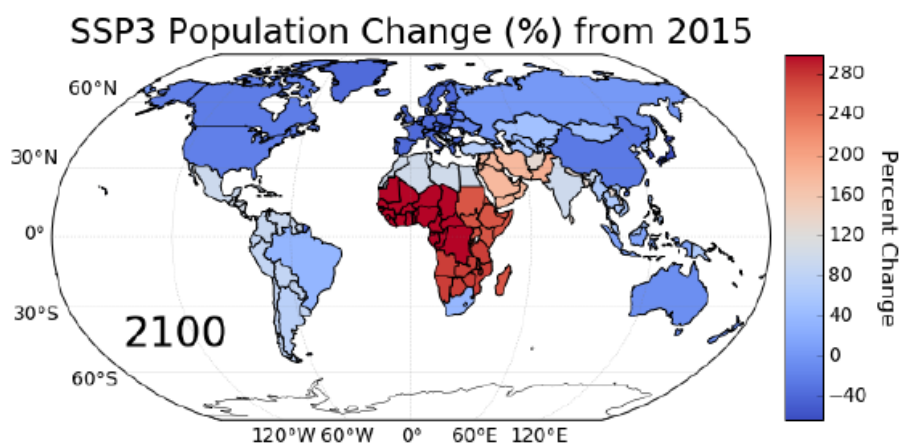 SSP3 Population Change (%) from 2015
60°N
30°N
0°
30°S
60°S
2100
120°W 60°W 0° 60°E 120°E
280
240
200
160
120
80
40
0
−40
Percent Change